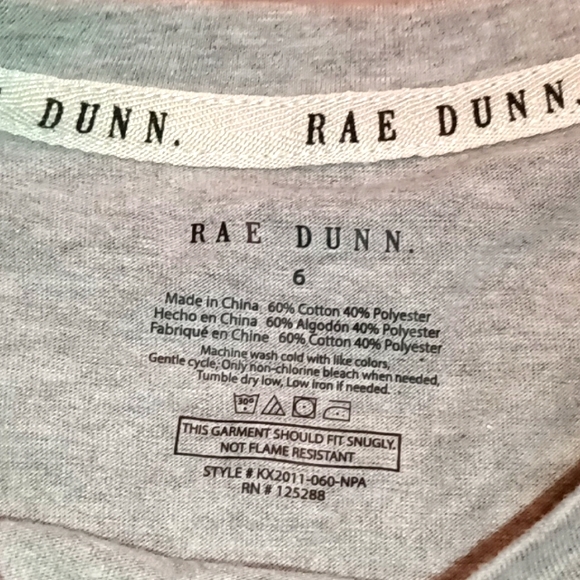 DUNN. RAE DUNN.
RAE DUNN.
6
Made in China 60% Cotton 40% Polyester
Hecho en China 60% Algodón 40% Polyester
Fabriqué en Chine 60% Cotton 40% Polyester
Machine wash cold with like colors,
Gentle cycle, Only non-chlorine bleach when needed,
Tumble dry low, Low iron if needed.
30°
THIS GARMENT SHOULD FIT SNUGLY.
NOT FLAME RESISTANT
STYLE # KX2011-060-NPA
RN # 125288